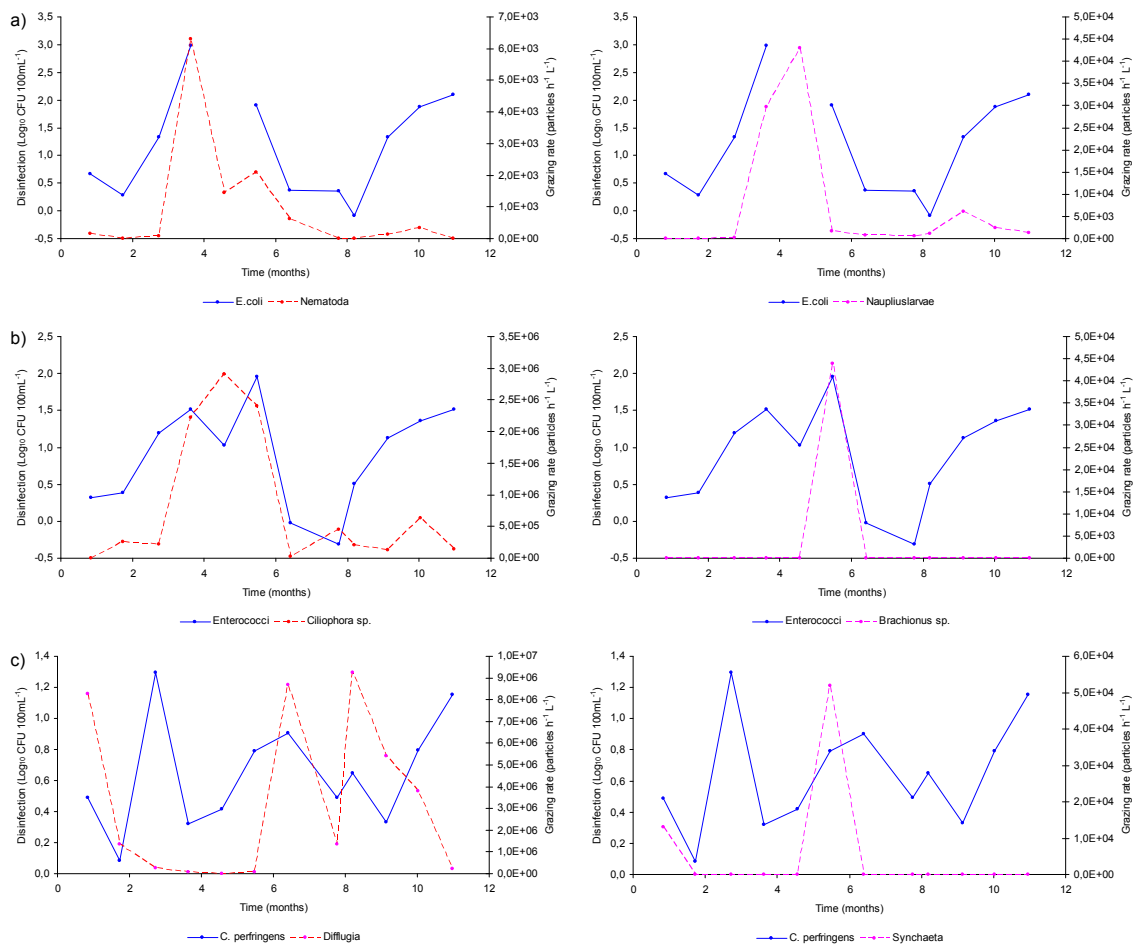 a)
Disinfection (Log₁₀ CFU 100mL⁻¹)
3,5
3,0
2,5
2,0
1,5
1,0
0,5
0,0
-0,5
0 2 4 6 8 10 12
Time (months)
7,0E+03
6,0E+03
5,0E+03
4,0E+03
3,0E+03
2,0E+03
1,0E+03
0,0E+00
Grazing rate (particles h⁻¹ L⁻¹)
E.coli Nematoda
Disinfection (Log₁₀ CFU 100mL⁻¹)
3,5
3,0
2,5
2,0
1,5
1,0
0,5
0,0
-0,5
0 2 4 6 8 10 12
Time (months)
5,0E+04
4,5E+04
4,0E+04
3,5E+04
3,0E+04
2,5E+04
2,0E+04
1,5E+04
1,0E+04
5,0E+03
0,0E+00
Grazing rate (particles h⁻¹ L⁻¹)
E.coli Naupliuslarvae
b)
Disinfection (Log₁₀ CFU 100mL⁻¹)
2,5
2,0
1,5
1,0
0,5
0,0
-0,5
0 2 4 6 8 10 12
Time (months)
3,5E+06
3,0E+06
2,5E+06
2,0E+06
1,5E+06
1,0E+06
5,0E+05
0,0E+00
Grazing rate (particles h⁻¹ L⁻¹)
Enterococci Ciliophora sp.
Disinfection (Log₁₀ CFU 100mL⁻¹)
2,5
2,0
1,5
1,0
0,5
0,0
-0,5
0 2 4 6 8 10 12
Time (months)
5,0E+04
4,5E+04
4,0E+04
3,5E+04
3,0E+04
2,5E+04
2,0E+04
1,5E+04
1,0E+04
5,0E+03
0,0E+00
Grazing rate (particles h⁻¹ L⁻¹)
Enterococci Brachionus sp.
c)
Disinfection (Log₁₀ CFU 100mL⁻¹)
1,4
1,2
1,0
0,8
0,6
0,4
0,2
0,0
0 2 4 6 8 10 12
Time (months)
1,0E+07
9,0E+06
8,0E+06
7,0E+06
6,0E+06
5,0E+06
4,0E+06
3,0E+06
2,0E+06
1,0E+06
0,0E+00
Grazing rate (particles h⁻¹ L⁻¹)
C. perfringens Difflugia
Disinfection (Log₁₀ CFU 100mL⁻¹)
1,4
1,2
1,0
0,8
0,6
0,4
0,2
0,0
0 2 4 6 8 10 12
Time (months)
6,0E+04
5,0E+04
4,0E+04
3,0E+04
2,0E+04
1,0E+04
0,0E+00
Grazing rate (particles h⁻¹ L⁻¹)
C. perfringens Synchaeta